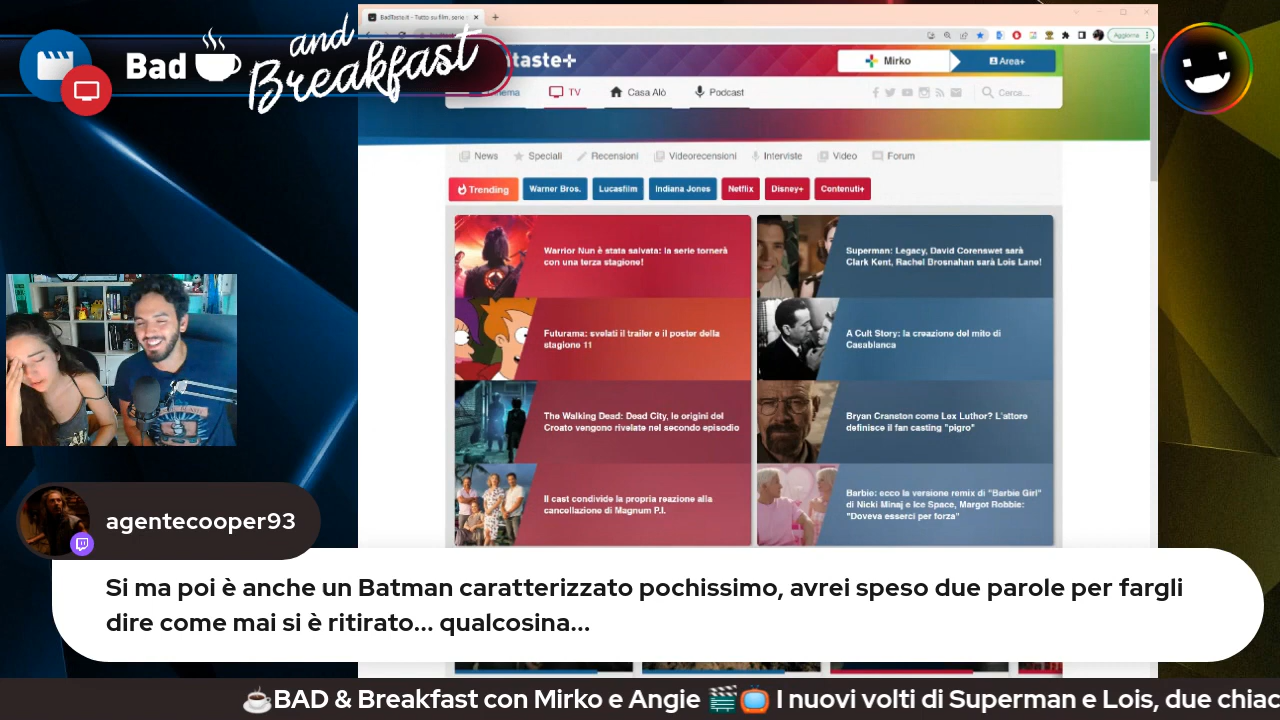 Bad and Breakfast
BadTaste.it - Tutto su film, serie
Aggiorna
taste+
Mirko
Area+
Cinema
TV
Casa Alò
Podcast
Cerca...
News
Speciali
Recensioni
Videorecensioni
Interviste
Video
Forum
Trending
Warner Bros.
Lucasfilm
Indiana Jones
Netflix
Disney+
Contenuti+
Warrior Nun è stata salvata: la serie tornerà
con una terza stagione!
Superman: Legacy, David Corenswet sarà
Clark Kent, Rachel Brosnahan sarà Lois Lane!
Futurama: svelati il trailer e il poster della
stagione 11
A Cult Story: la creazione del mito di
Casablanca
The Walking Dead: Dead City, le origini del
Croato vengono rivelate nel secondo episodio
Bryan Cranston come Lex Luthor? L'attore
definisce il fan casting "pigro"
Il cast condivide la propria reazione alla
cancellazione di Magnum P.I.
Barbie: ecco la versione remix di "Barbie Girl"
di Nicki Minaj e Ice Space, Margot Robbie:
"Doveva esserci per forza"
agentecooper93
Si ma poi è anche un Batman caratterizzato pochissimo, avrei speso due parole per fargli
dire come mai si è ritirato... qualcosina...
☕BAD & Breakfast con Mirko e Angie 🎬📺 I nuovi volti di Superman e Lois, due chiac